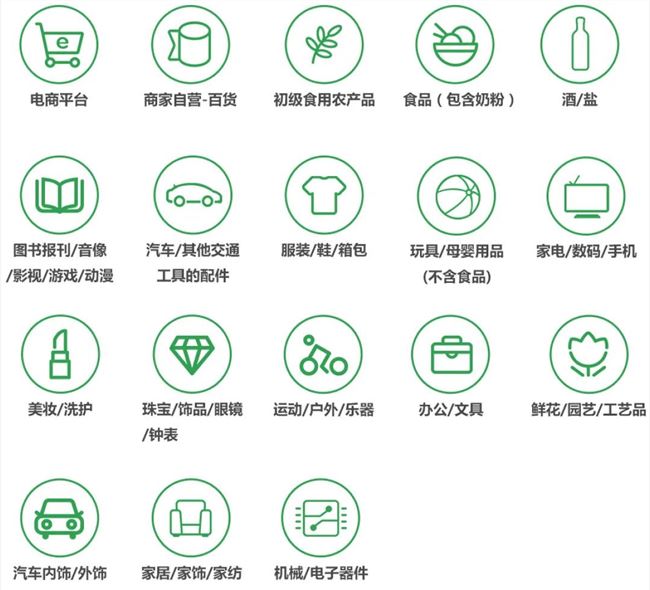 e
电商平台
商家自营-百货
初级食用农产品
食品（包含奶粉）
酒/盐
图书报刊/音像
/影视/游戏/动漫
汽车/其他交通
工具的配件
服装/鞋/箱包
玩具/母婴用品
(不含食品)
家电/数码/手机
美妆/洗护
珠宝/饰品/眼镜
/钟表
运动/户外/乐器
办公/文具
鲜花/园艺/工艺品
汽车内饰/外饰
家居/家饰/家纺
机械/电子器件